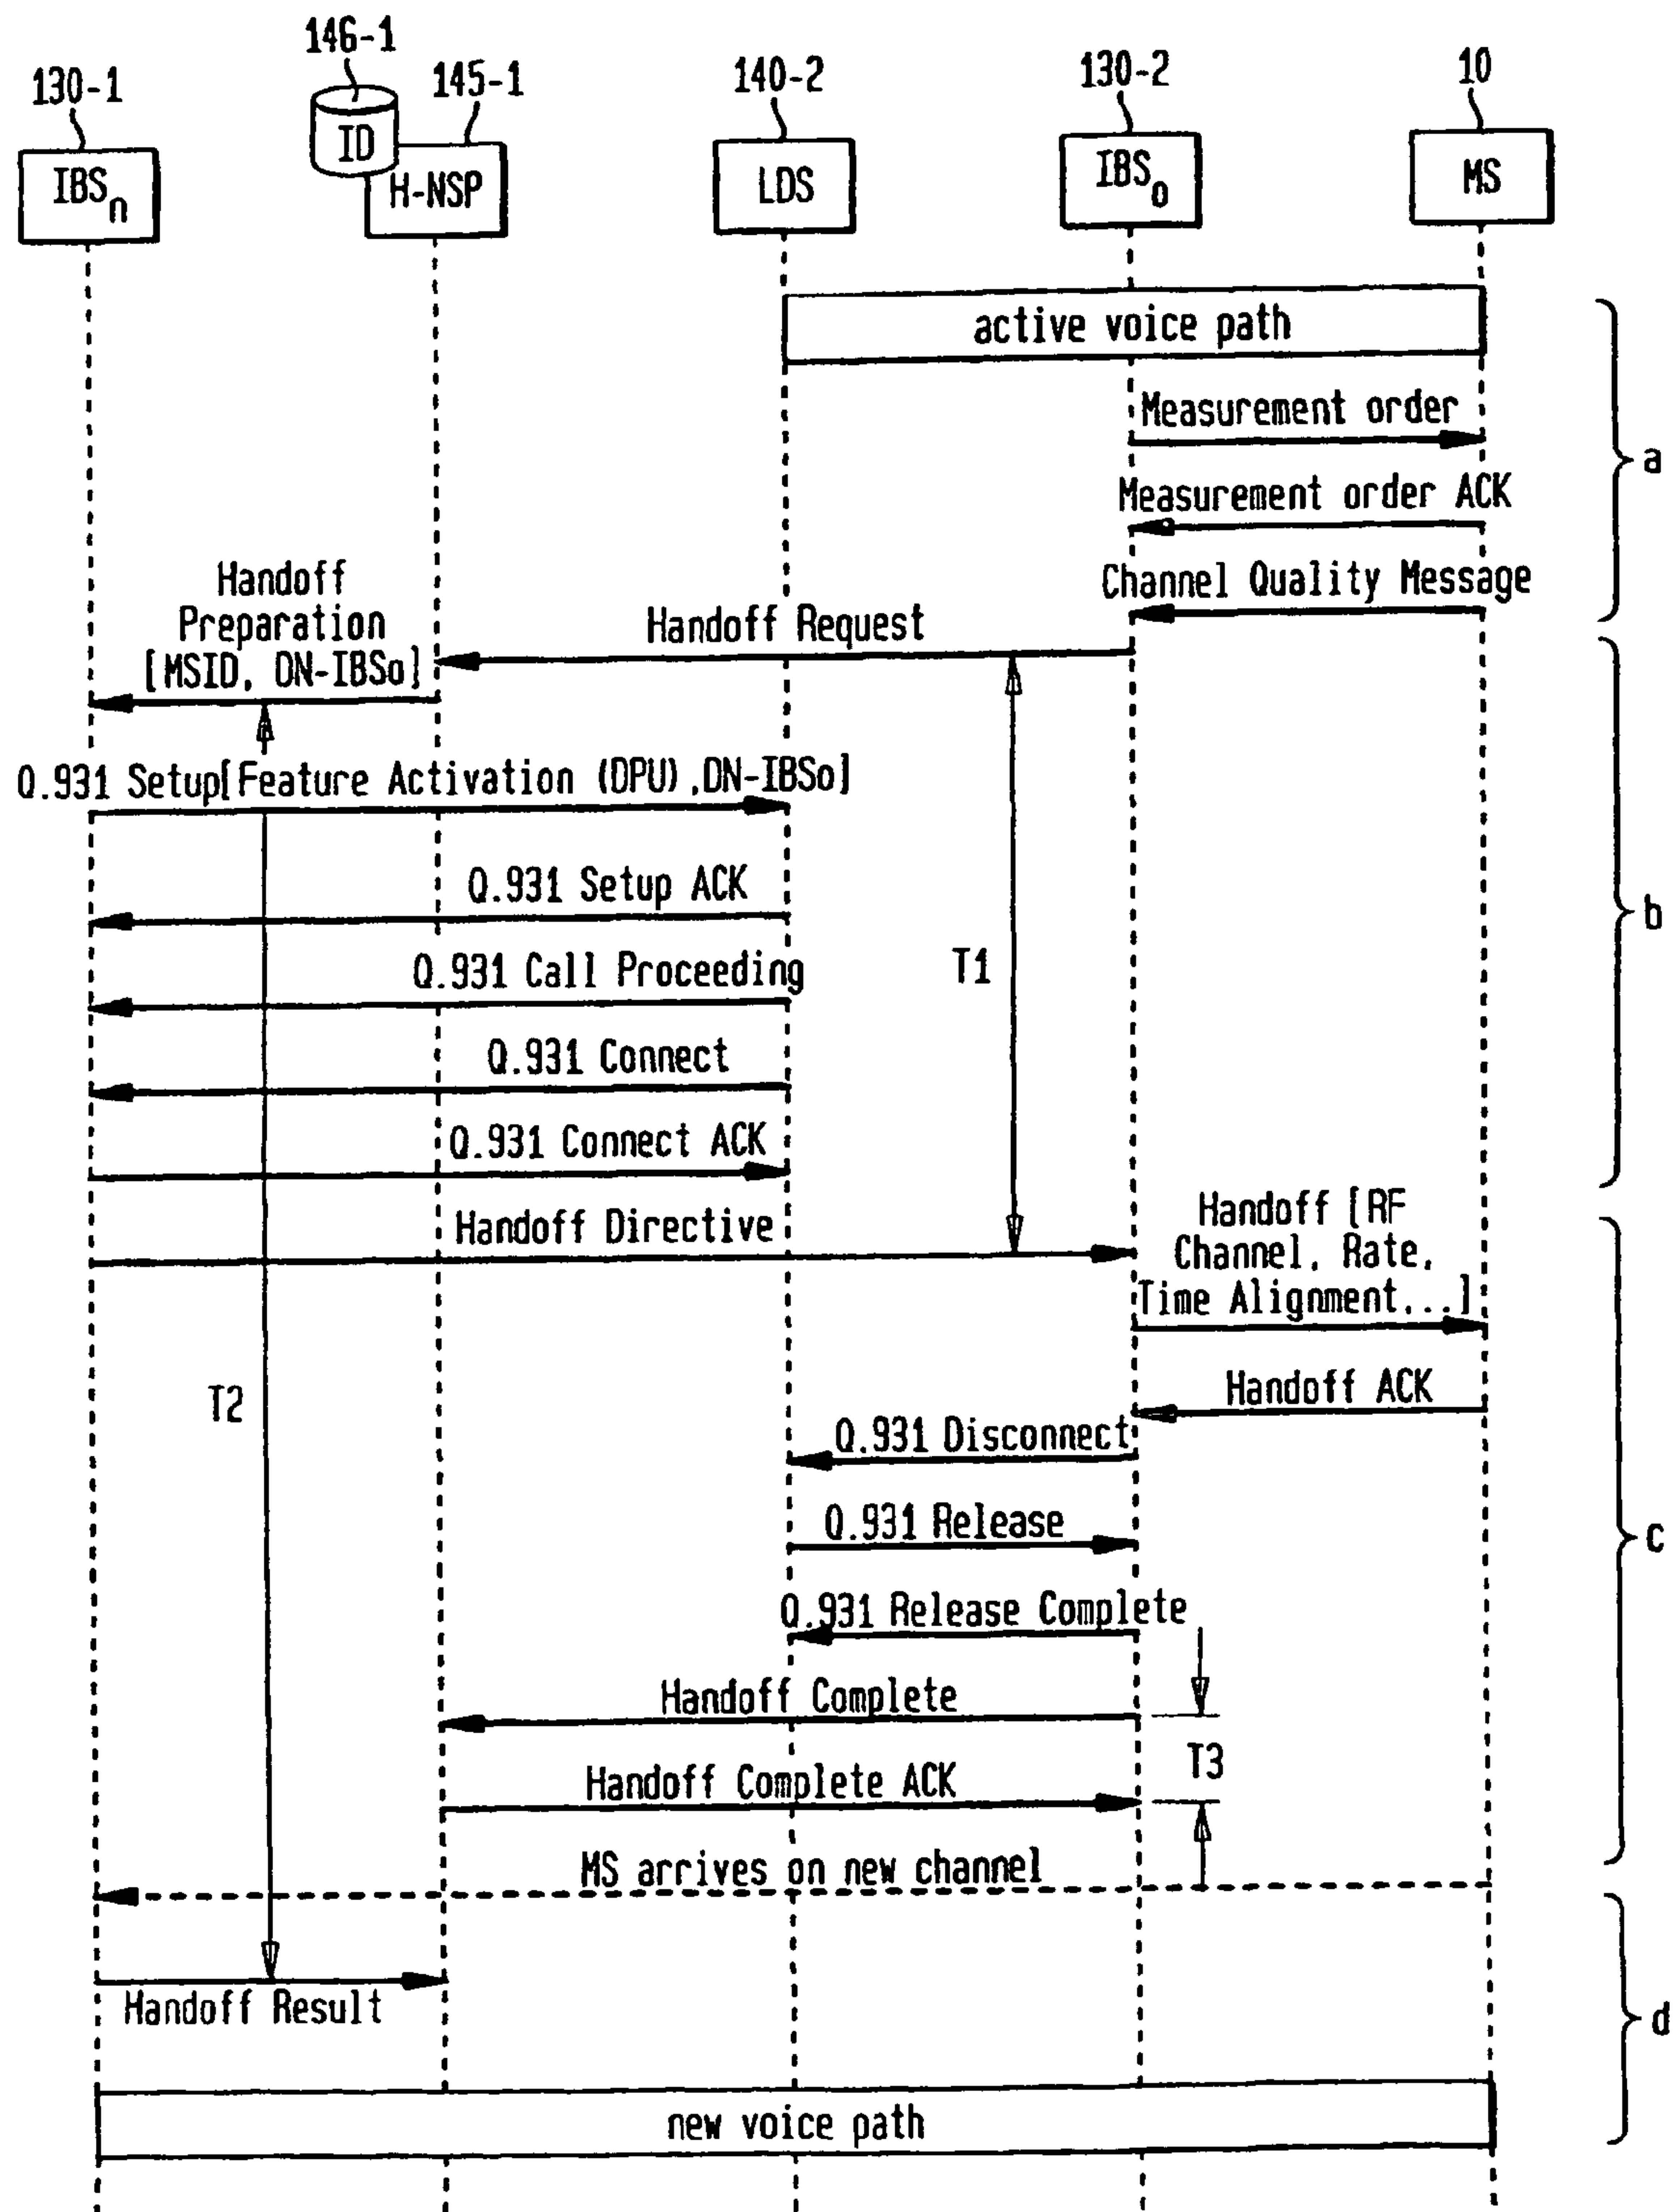 146-1
130-1
145-1
140-2
130-2
10
IBSn
ID
H-NSP
LDS
IBSo
MS
active voice path
Measurement order
a
Measurement order ACK
Channel Quality Message
Handoff
Preparation
[MSID, DN-IBSo]
Handoff Request
Q.931 Setup[Feature Activation (DPU),DN-IBSo]
Q.931 Setup ACK
b
T1
Q.931 Call Proceeding
Q.931 Connect
Q.931 Connect ACK
Handoff Directive
Handoff [RF
Channel, Rate,
Time Alignment...]
T2
Handoff ACK
Q.931 Disconnect
Q.931 Release
c
Q.931 Release Complete
Handoff Complete
T3
Handoff Complete ACK
MS arrives on new channel
Handoff Result
d
new voice path